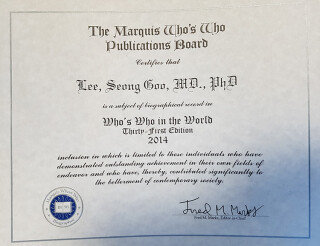 The Marquis Who's Who
Publications Board
Certifies that
Lee, Seong Goo, MD., PhD
is a subject of biographical record in
Who's Who in the World
Thirty-First Edition
2014
inclusion in which is limited to those individuals who have
demonstrated outstanding achievement in their own fields of
endeavor and who have, thereby, contributed significantly to
the betterment of contemporary society.
Fred M. Marks